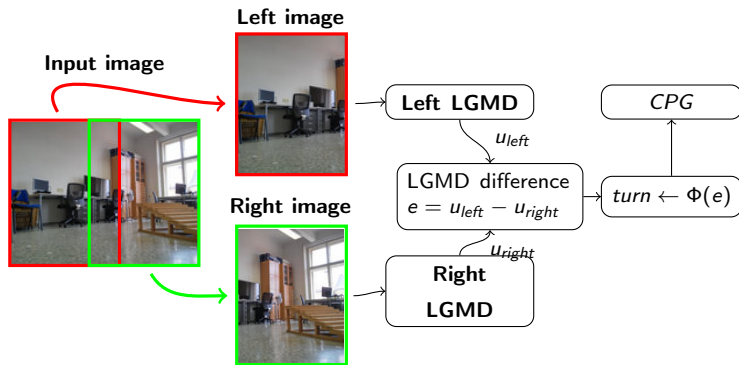 Left image
Input image
Left LGMD
CPG
u_left
LGMD difference
e = u_left − u_right
turn ← Φ(e)
Right image
u_right
Right
LGMD